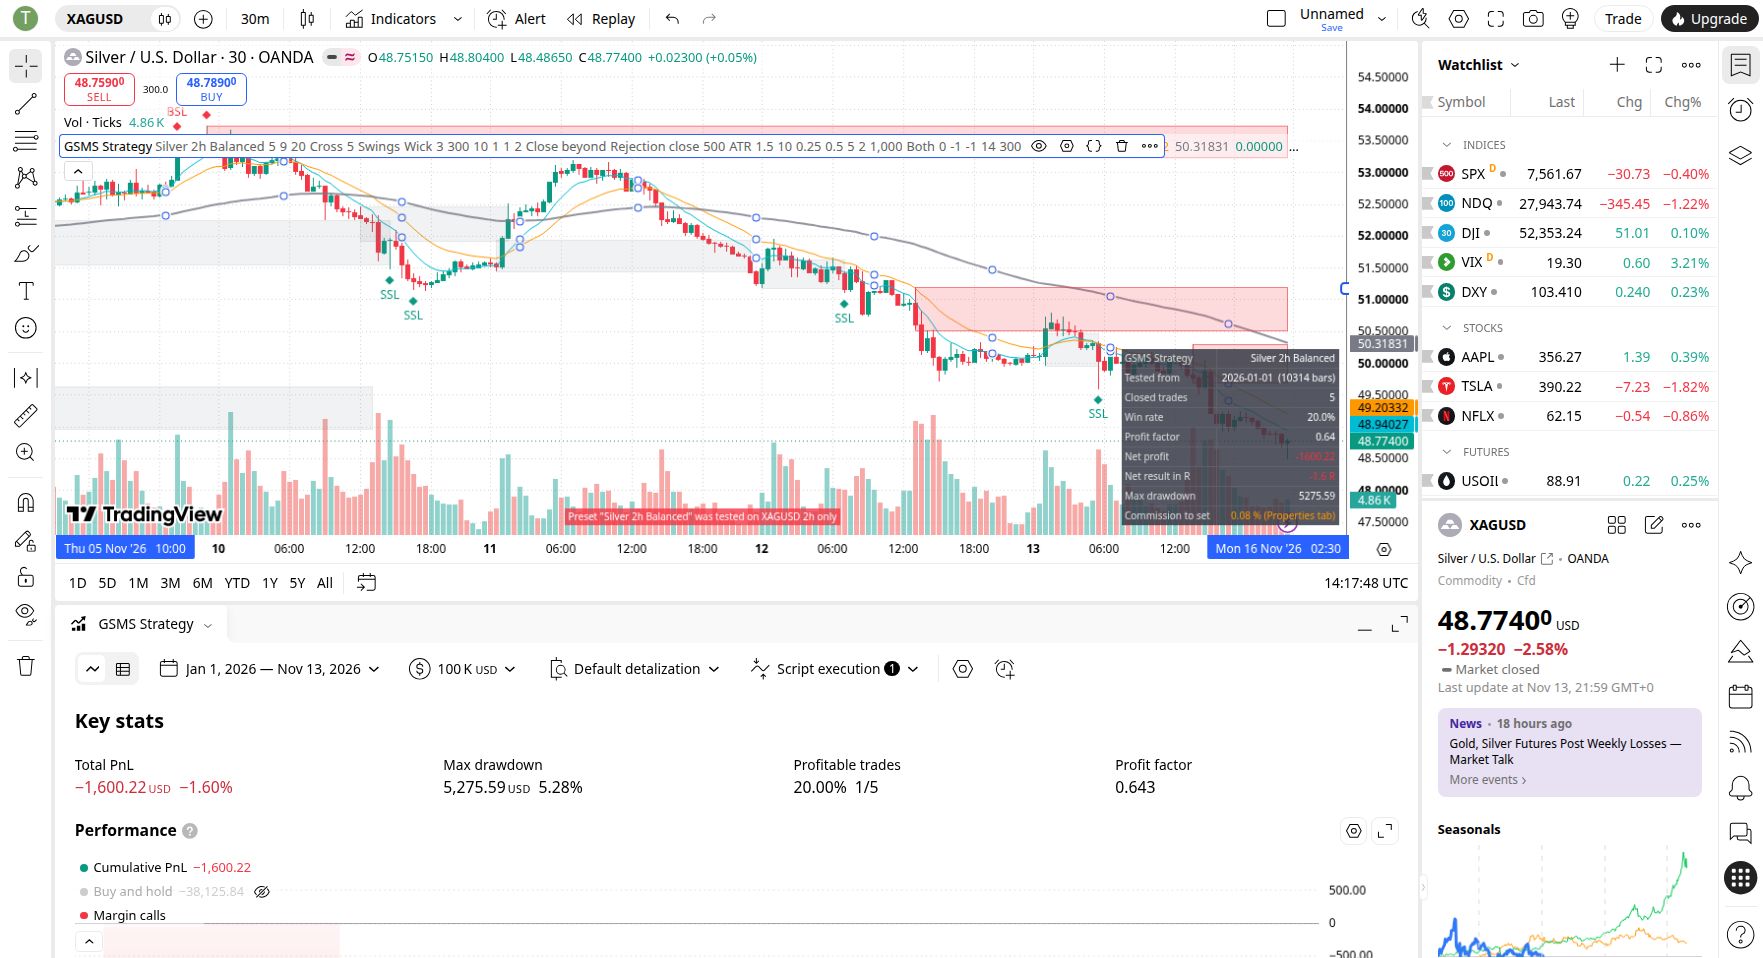 T XAGUSD 30m Indicators Alert Replay Unnamed Save Trade Upgrade
Silver / U.S. Dollar · 30 · OANDA O48.75150 H48.80400 L48.48650 C48.77400 +0.02300 (+0.05%)
48.75900 SELL 300.0 48.78900 BUY
BSL
Vol · Ticks 4.86 K
GSMS Strategy Silver 2h Balanced 5 9 20 Cross 5 Swings Wick 3 300 10 1 1 2 Close beyond Rejection close 500 ATR 1.5 10 0.25 0.5 5 2 1,000 Both 0 -1 -1 14 300 50.31831 0.00000 ...
54.50000
54.00000
53.50000
53.00000
52.50000
52.00000
51.50000
51.00000
50.50000
50.31831
50.00000
49.50000
49.20332
48.94027
48.77400
48.50000
48.00000
4.86 K
47.50000
SSL
SSL
SSL
SSL
GSMS Strategy Silver 2h Balanced
Tested from 2026-01-01 (10314 bars)
Closed trades 5
Win rate 20.0%
Profit factor 0.64
Net profit -1600.22
Net result in R -1.6 R
Max drawdown 5275.59
Commission to set 0.08 % (Properties tab)
TradingView
Preset "Silver 2h Balanced" was tested on XAGUSD 2h only
Thu 05 Nov '26 10:00 10 06:00 12:00 18:00 11 06:00 12:00 18:00 12 06:00 12:00 18:00 13 06:00 12:00 Mon 16 Nov '26 02:30
1D 5D 1M 3M 6M YTD 1Y 5Y All 14:17:48 UTC
GSMS Strategy
Jan 1, 2026 — Nov 13, 2026 100 K USD Default detalization Script execution 1
Key stats
Total PnL Max drawdown Profitable trades Profit factor
−1,600.22 USD −1.60% 5,275.59 USD 5.28% 20.00% 1/5 0.643
Performance ?
Cumulative PnL −1,600.22
Buy and hold −38,125.84
Margin calls
500.00
0
−500.00
Watchlist
Symbol Last Chg Chg%
INDICES
SPX D 7,561.67 −30.73 −0.40%
NDQ 27,943.74 −345.45 −1.22%
DJI 52,353.24 51.01 0.10%
VIX D 19.30 0.60 3.21%
DXY 103.410 0.240 0.23%
STOCKS
AAPL 356.27 1.39 0.39%
TSLA 390.22 −7.23 −1.82%
NFLX 62.15 −0.54 −0.86%
FUTURES
USOIL 88.91 0.22 0.25%
XAGUSD
Silver / U.S. Dollar · OANDA
Commodity · Cfd
48.77400 USD
−1.29320 −2.58%
Market closed
Last update at Nov 13, 21:59 GMT+0
News · 18 hours ago
Gold, Silver Futures Post Weekly Losses —
Market Talk
More events ›
Seasonals